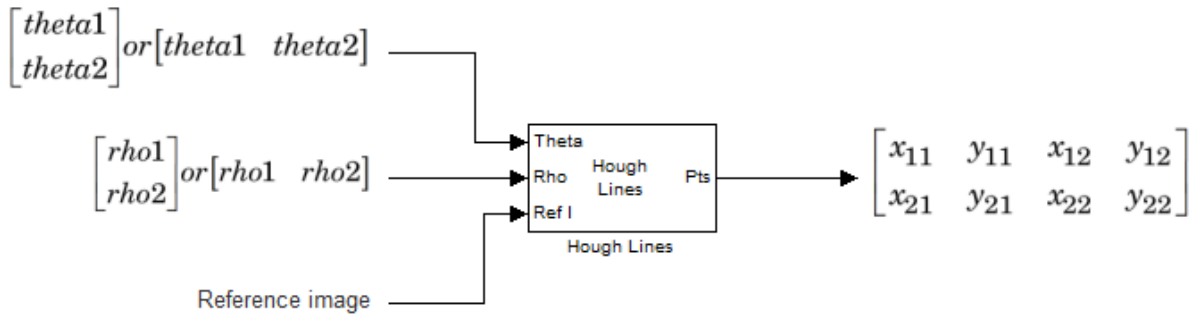 [theta1
theta2] or [theta1 theta2]
[rho1
rho2] or [rho1 rho2]
Reference image
Theta
Rho
Ref I
Hough
Lines
Pts
Hough Lines
[x11 y11 x12 y12
x21 y21 x22 y22]